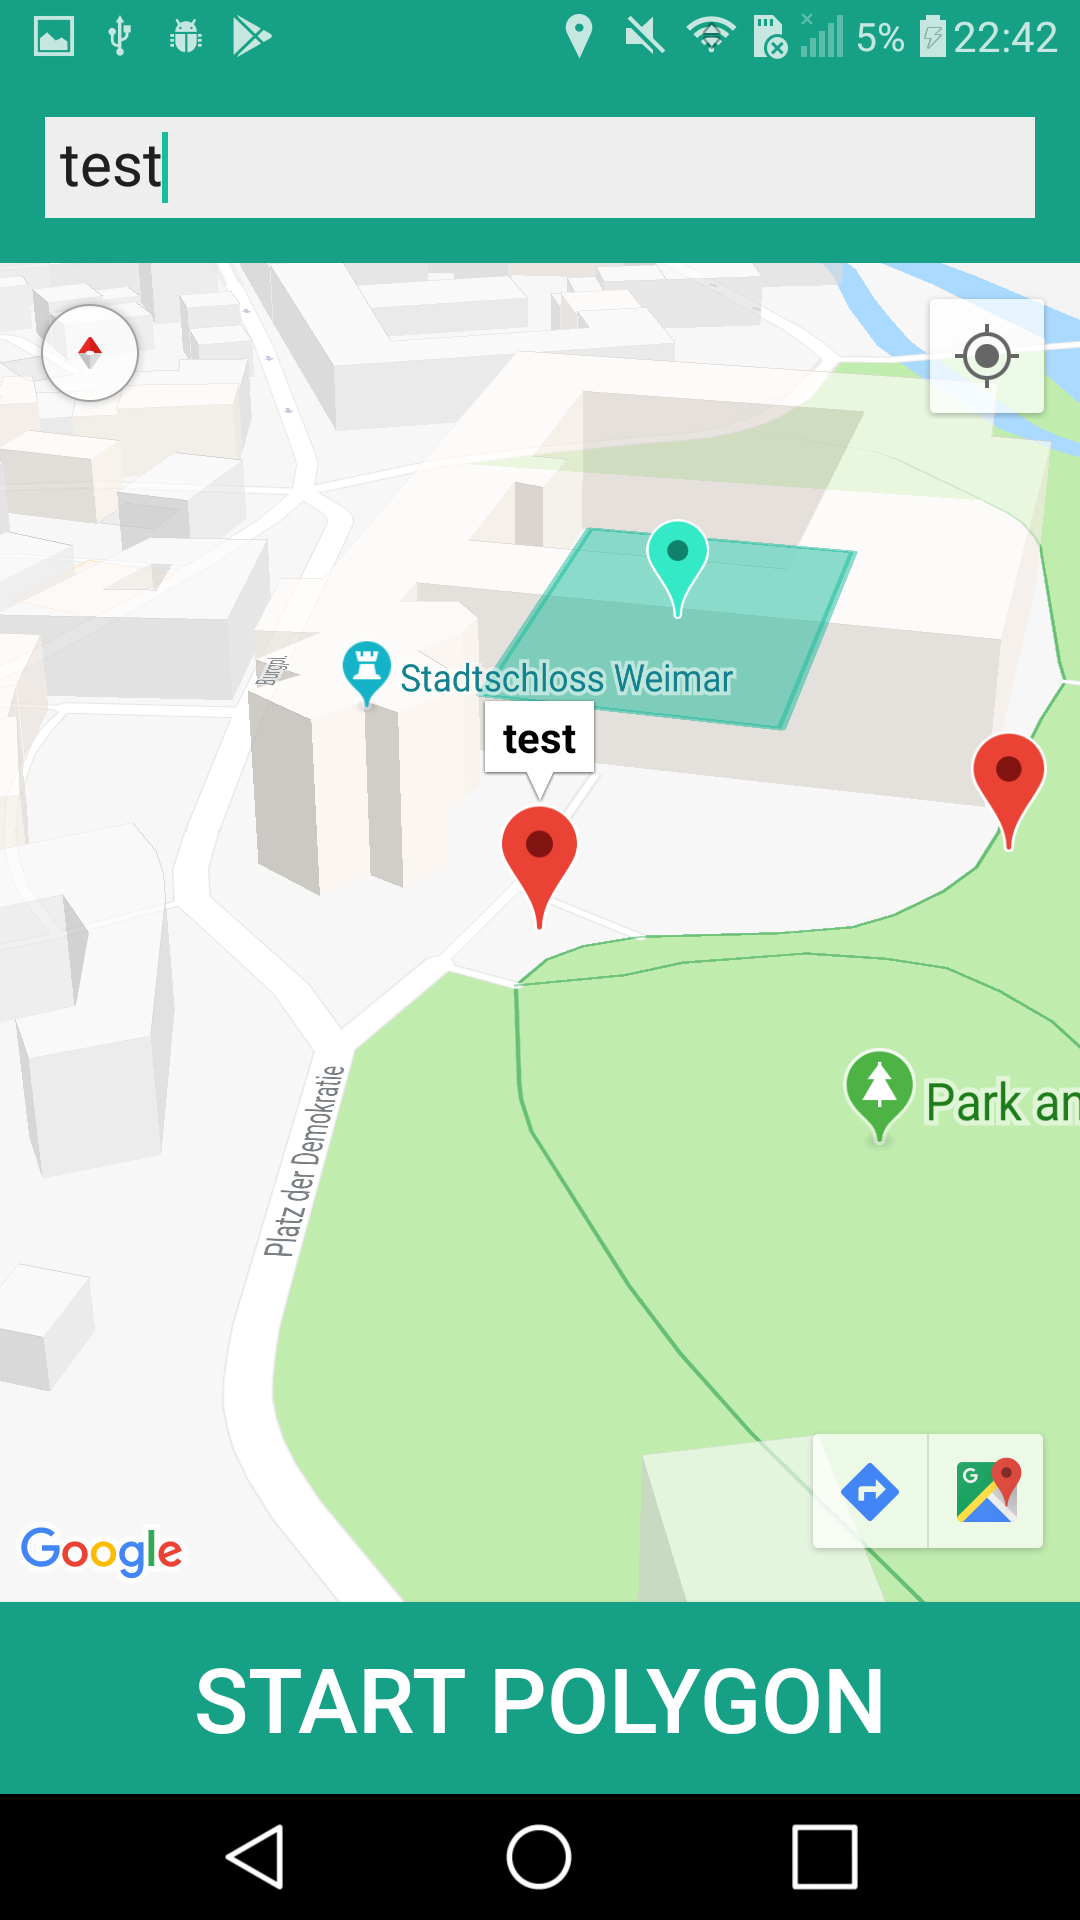 5% 22:42
test
Burgpl.
Stadtschloss Weimar
test
Park an
Platz der Demokratie
G
Google
START POLYGON